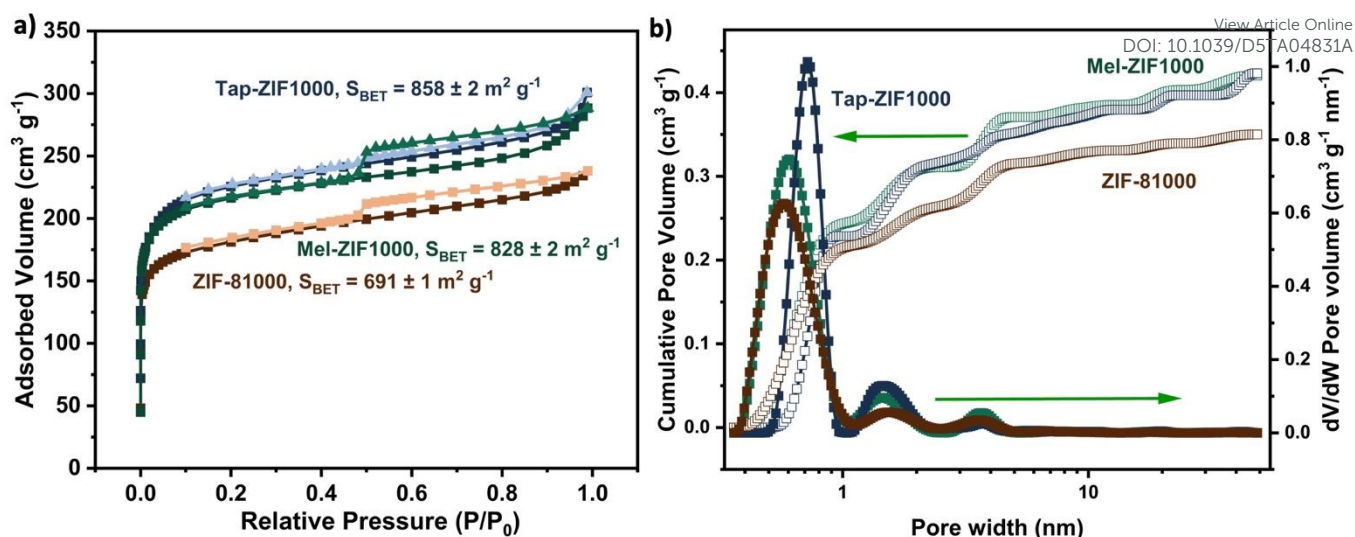 View Article Online
DOI: 10.1039/D5TA04831A
a)
350
300
250
200
150
100
50
0
Adsorbed Volume (cm³ g⁻¹)
Tap-ZIF1000, S_BET = 858 ± 2 m² g⁻¹
Mel-ZIF1000, S_BET = 828 ± 2 m² g⁻¹
ZIF-81000, S_BET = 691 ± 1 m² g⁻¹
0.0 0.2 0.4 0.6 0.8 1.0
Relative Pressure (P/P₀)
b)
0.4
0.3
0.2
0.1
0.0
Cumulative Pore Volume (cm³ g⁻¹)
Tap-ZIF1000
Mel-ZIF1000
ZIF-81000
1.0
0.8
0.6
0.4
0.2
0.0
dV/dW Pore volume (cm³ g⁻¹ nm⁻¹)
1 10
Pore width (nm)